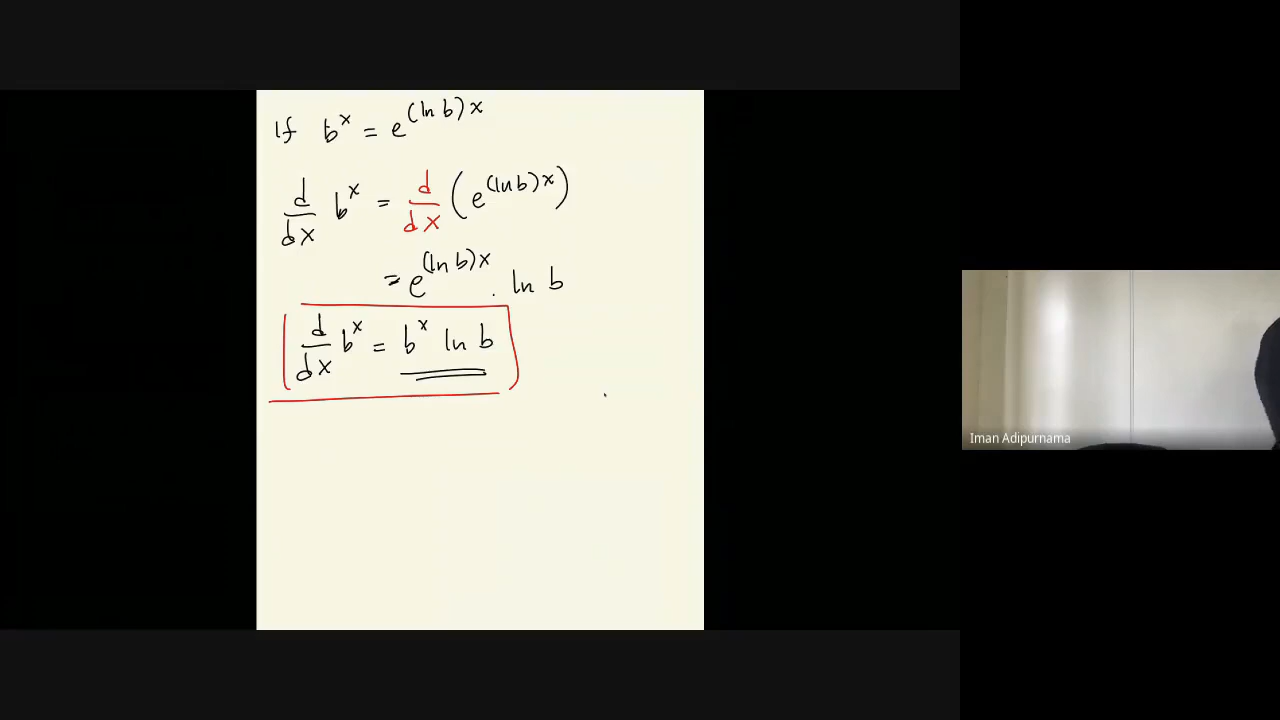 If b^x = e^(ln b)x
d/dx b^x = d/dx (e^(ln b)x)
= e^(ln b)x . ln b
d/dx b^x = b^x ln b
Iman Adipurnama